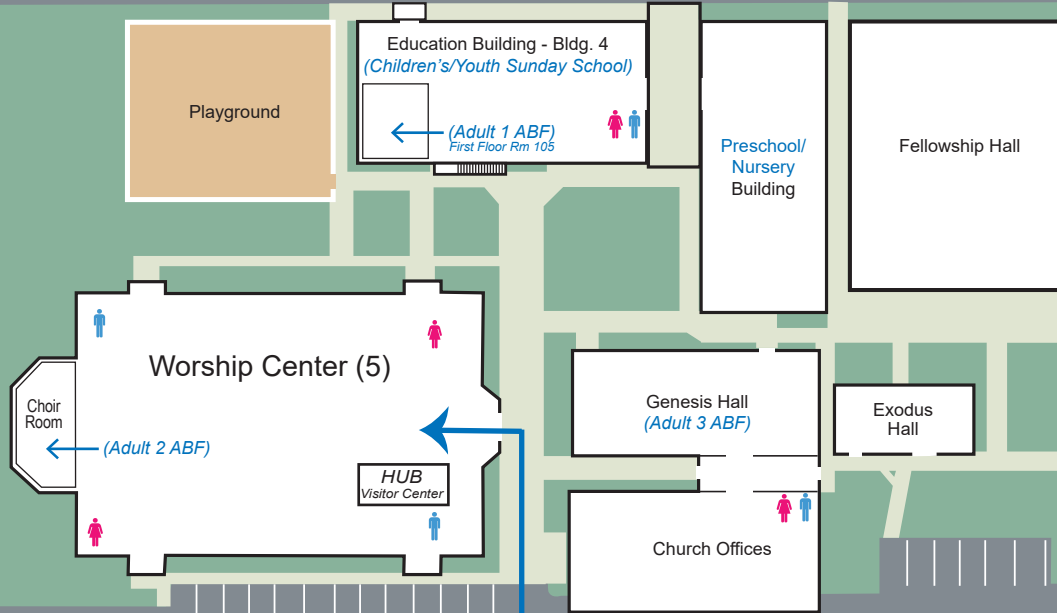 Education Building - Bldg. 4
(Children's/Youth Sunday School)
Playground
(Adult 1 ABF)
First Floor Rm 105
Preschool/
Nursery
Building
Fellowship Hall
Worship Center (5)
Choir
Room
(Adult 2 ABF)
HUB
Visitor Center
Genesis Hall
(Adult 3 ABF)
Exodus
Hall
Church Offices